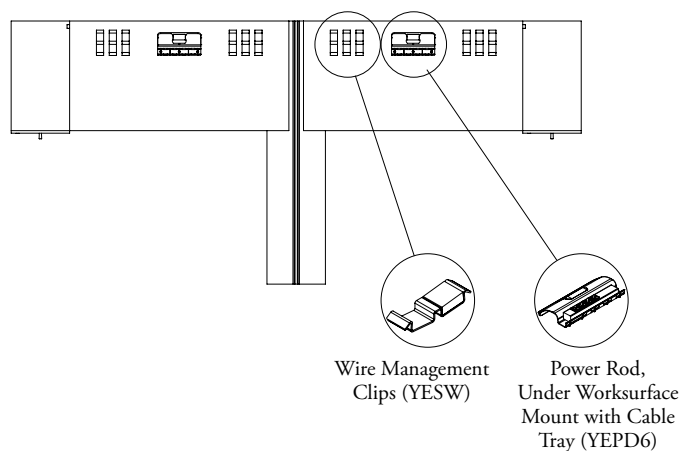 Wire Management
Clips (YESW)
Power Rod,
Under Worksurface
Mount with Cable
Tray (YEPD6)